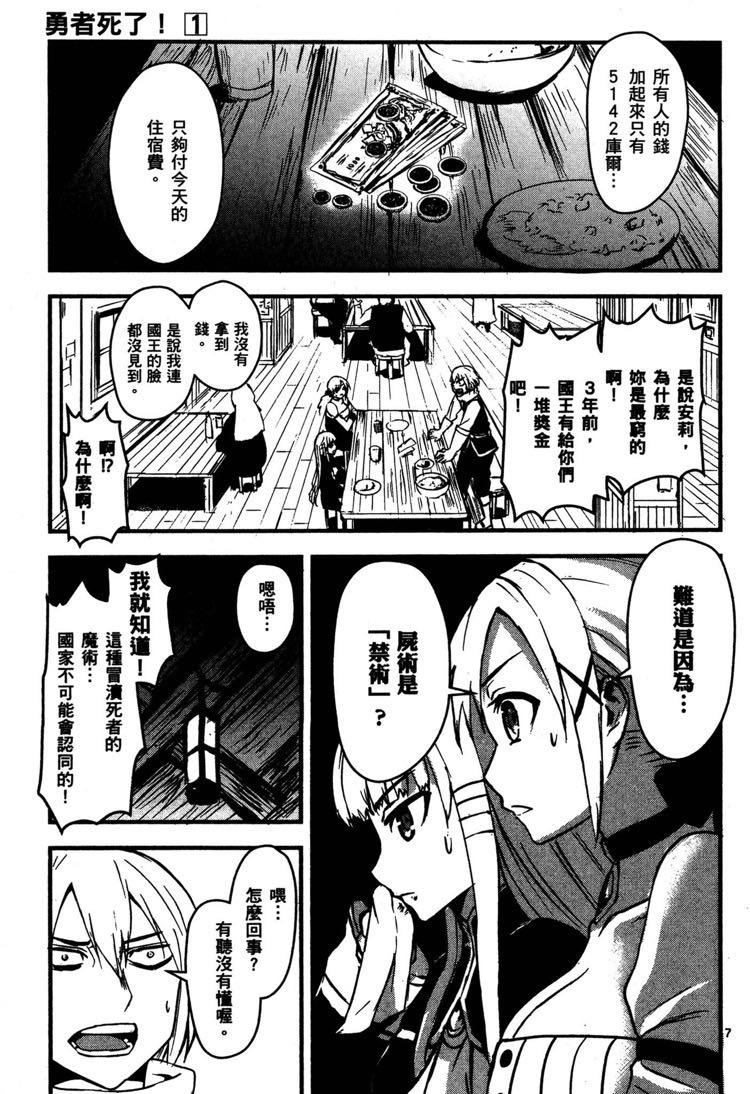 勇者死了！ 1
所有人的錢
加起來只有
5142庫爾…
只夠付今天的
住宿費。
是說安莉，
為什麼
妳是最窮的
啊！
3年前，
國王有給你們
一堆獎金
吧！
我沒有
拿到
錢。
是說我連
國王的臉
都沒見到。
啊!?
為什麼啊！
難道是因為…
屍術是
「禁術」？
嗯唔…
我就知道！
這種冒瀆死者的
魔術…
國家不可能會認同的！
喂…
怎麼回事？
有聽沒有懂喔。
7